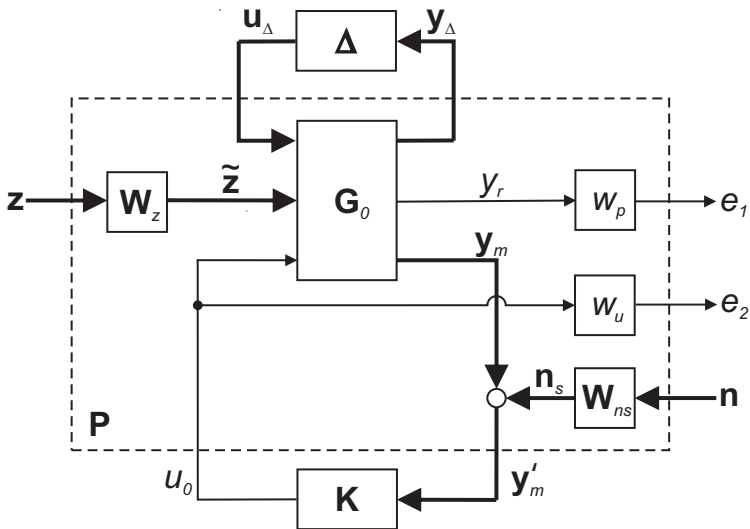 u_Δ Δ y_Δ
z W_z z̃ G_0 y_r w_p e_1
y_m
w_u e_2
P n_s W_ns n
u_0 K y'_m